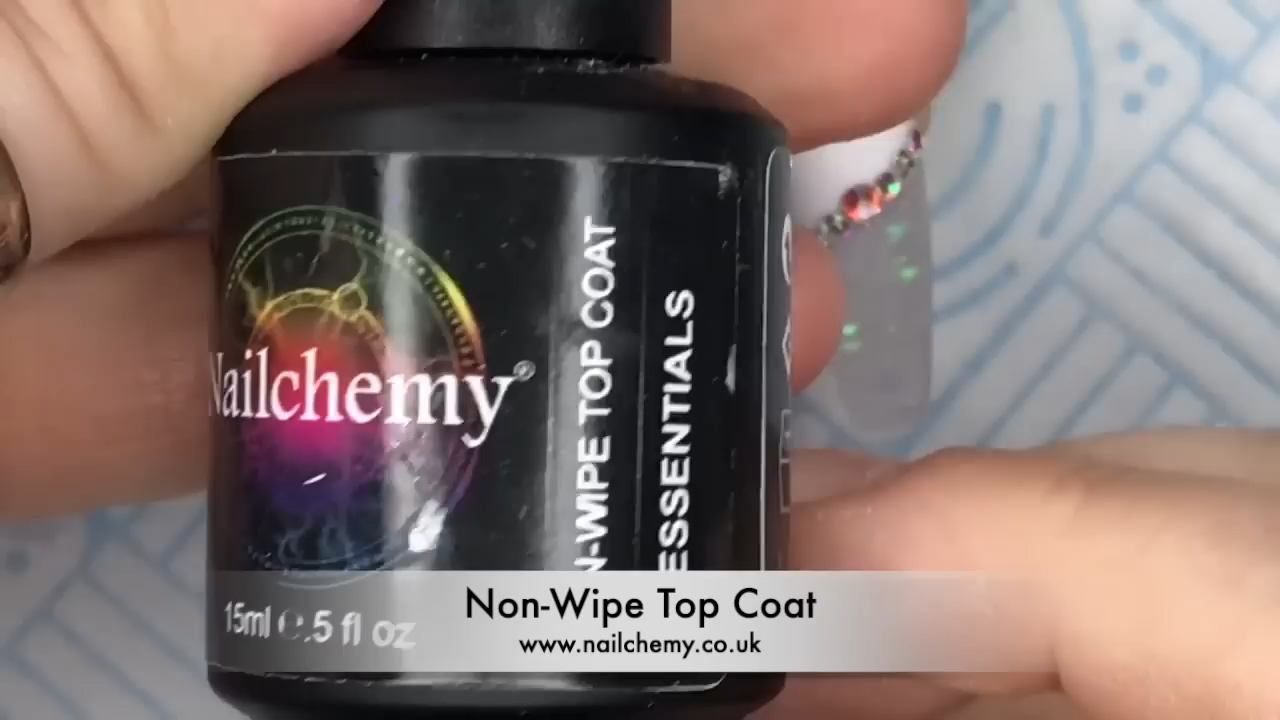 Nailchemy®
N-WIPE TOP COAT
ESSENTIALS
15ml ℮.5 fl oz
Non-Wipe Top Coat
www.nailchemy.co.uk